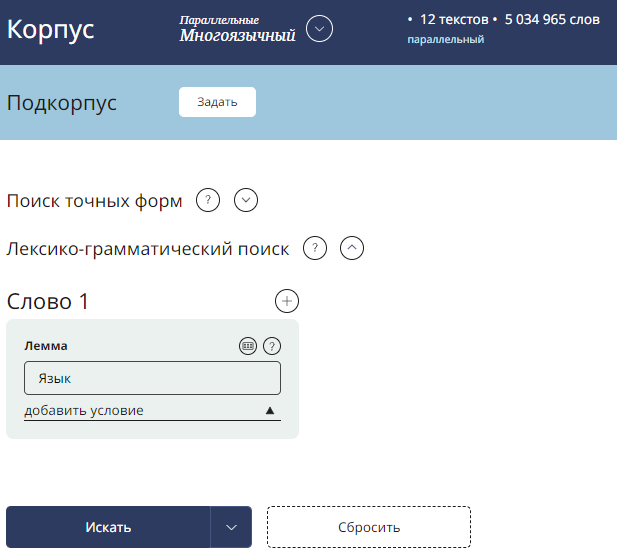 Корпус
Параллельные
Многоязычный
• 12 текстов • 5 034 965 слов
параллельный
Подкорпус
Задать
Поиск точных форм ?
Лексико-грамматический поиск ?
Слово 1 +
Лемма ?
Язык
добавить условие
Искать
Сбросить